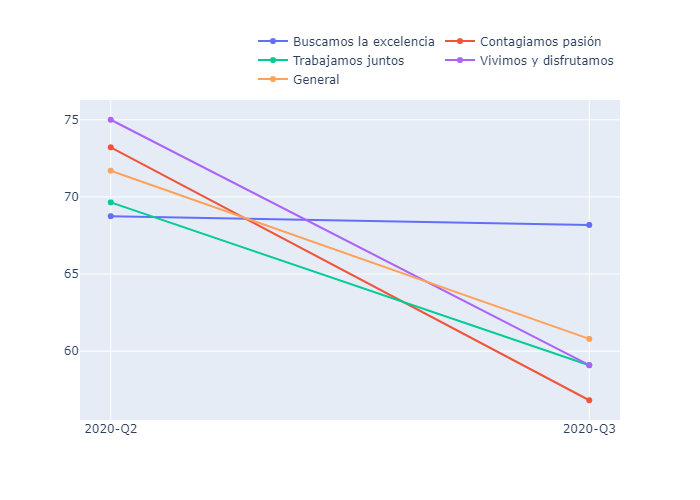 Buscamos la excelencia Contagiamos pasión
Trabajamos juntos Vivimos y disfrutamos
General
75
70
65
60
2020-Q2 2020-Q3